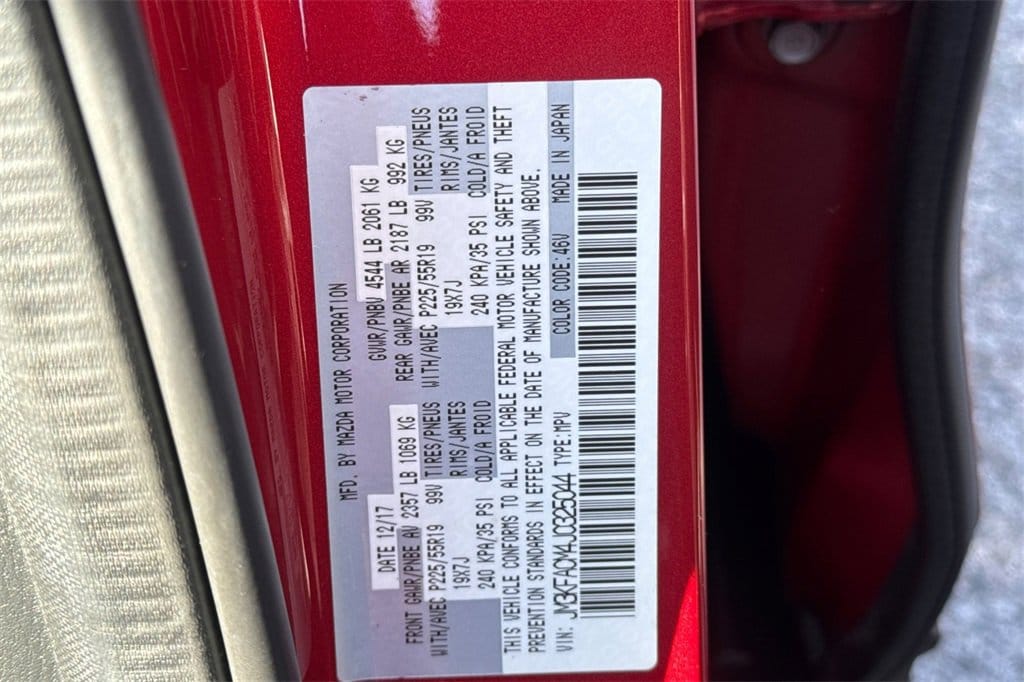 MFD. BY MAZDA MOTOR CORPORATION
DATE 12/17 GVWR/PNBV 4544 LB 2061 KG
FRONT GAWR/PNBE AV 2357 LB 1069 KG REAR GAWR/PNBE AR 2187 LB 992 KG
WITH/AVEC P225/55R19 99V TIRES/PNEUS WITH/AVEC P225/55R19 99V TIRES/PNEUS
19X7J RIMS/JANTES 19X7J RIMS/JANTES
240 KPA/35 PSI COLD/A FROID 240 KPA/35 PSI COLD/A FROID
THIS VEHICLE CONFORMS TO ALL APPLICABLE FEDERAL MOTOR VEHICLE SAFETY AND THEFT
PREVENTION STANDARDS IN EFFECT ON THE DATE OF MANUFACTURE SHOWN ABOVE.
VIN: JM3KFACM4J0325044 TYPE:MPV COLOR CODE:46V MADE IN JAPAN